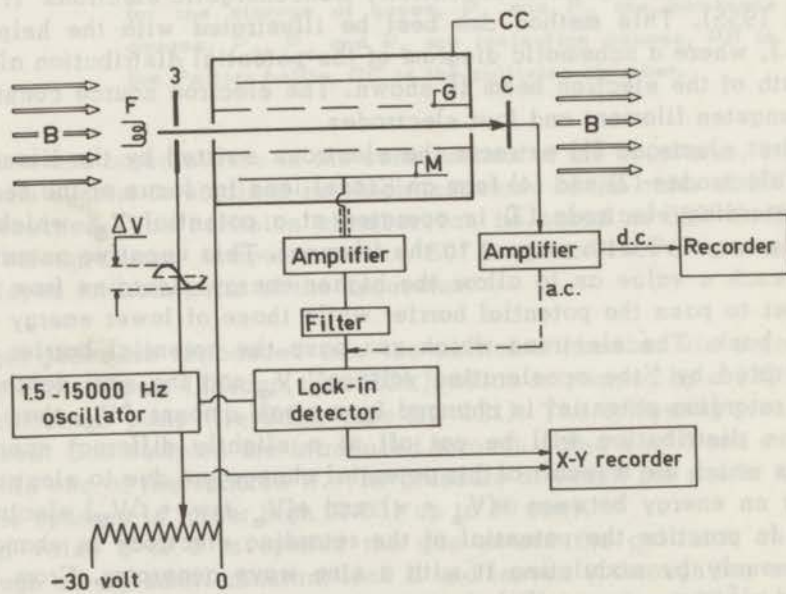 CC
3
G
C
F
B
B
M
ΔV
Amplifier
Amplifier
d.c.
Recorder
a.c.
Filter
1.5 -15000 Hz
oscillator
Lock-in
detector
X-Y recorder
-30 volt
0